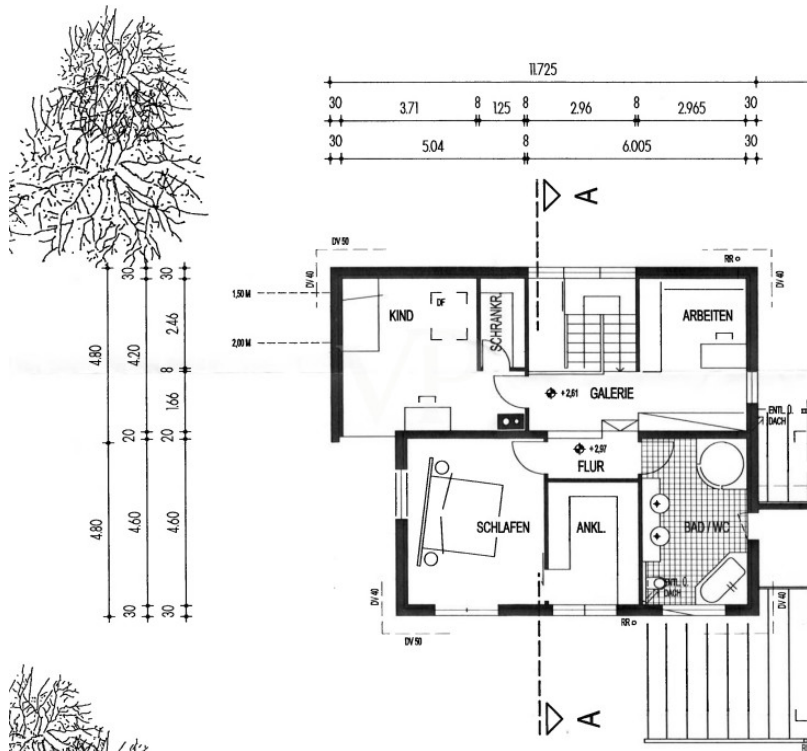 11.725
30 3.71 8 1.25 8 2.96 8 2.965 30
30 5.04 8 6.005 30
A
DV 50
RR
DV 40
DV 40
1,50 M
2,00 M
KIND
DF
SCHRANKR.
ARBEITEN
+2,61 GALERIE
ENTL. Ü.
DACH
+2,97
FLUR
SCHLAFEN
ANKL.
BAD / WC
ENTL. Ü.
DACH
DV 40
DV 40
DV 50
RR
A
30 30
4.80 4.20 2.46
8
1.66
20 20
4.80 4.60 4.60
30 30
VP